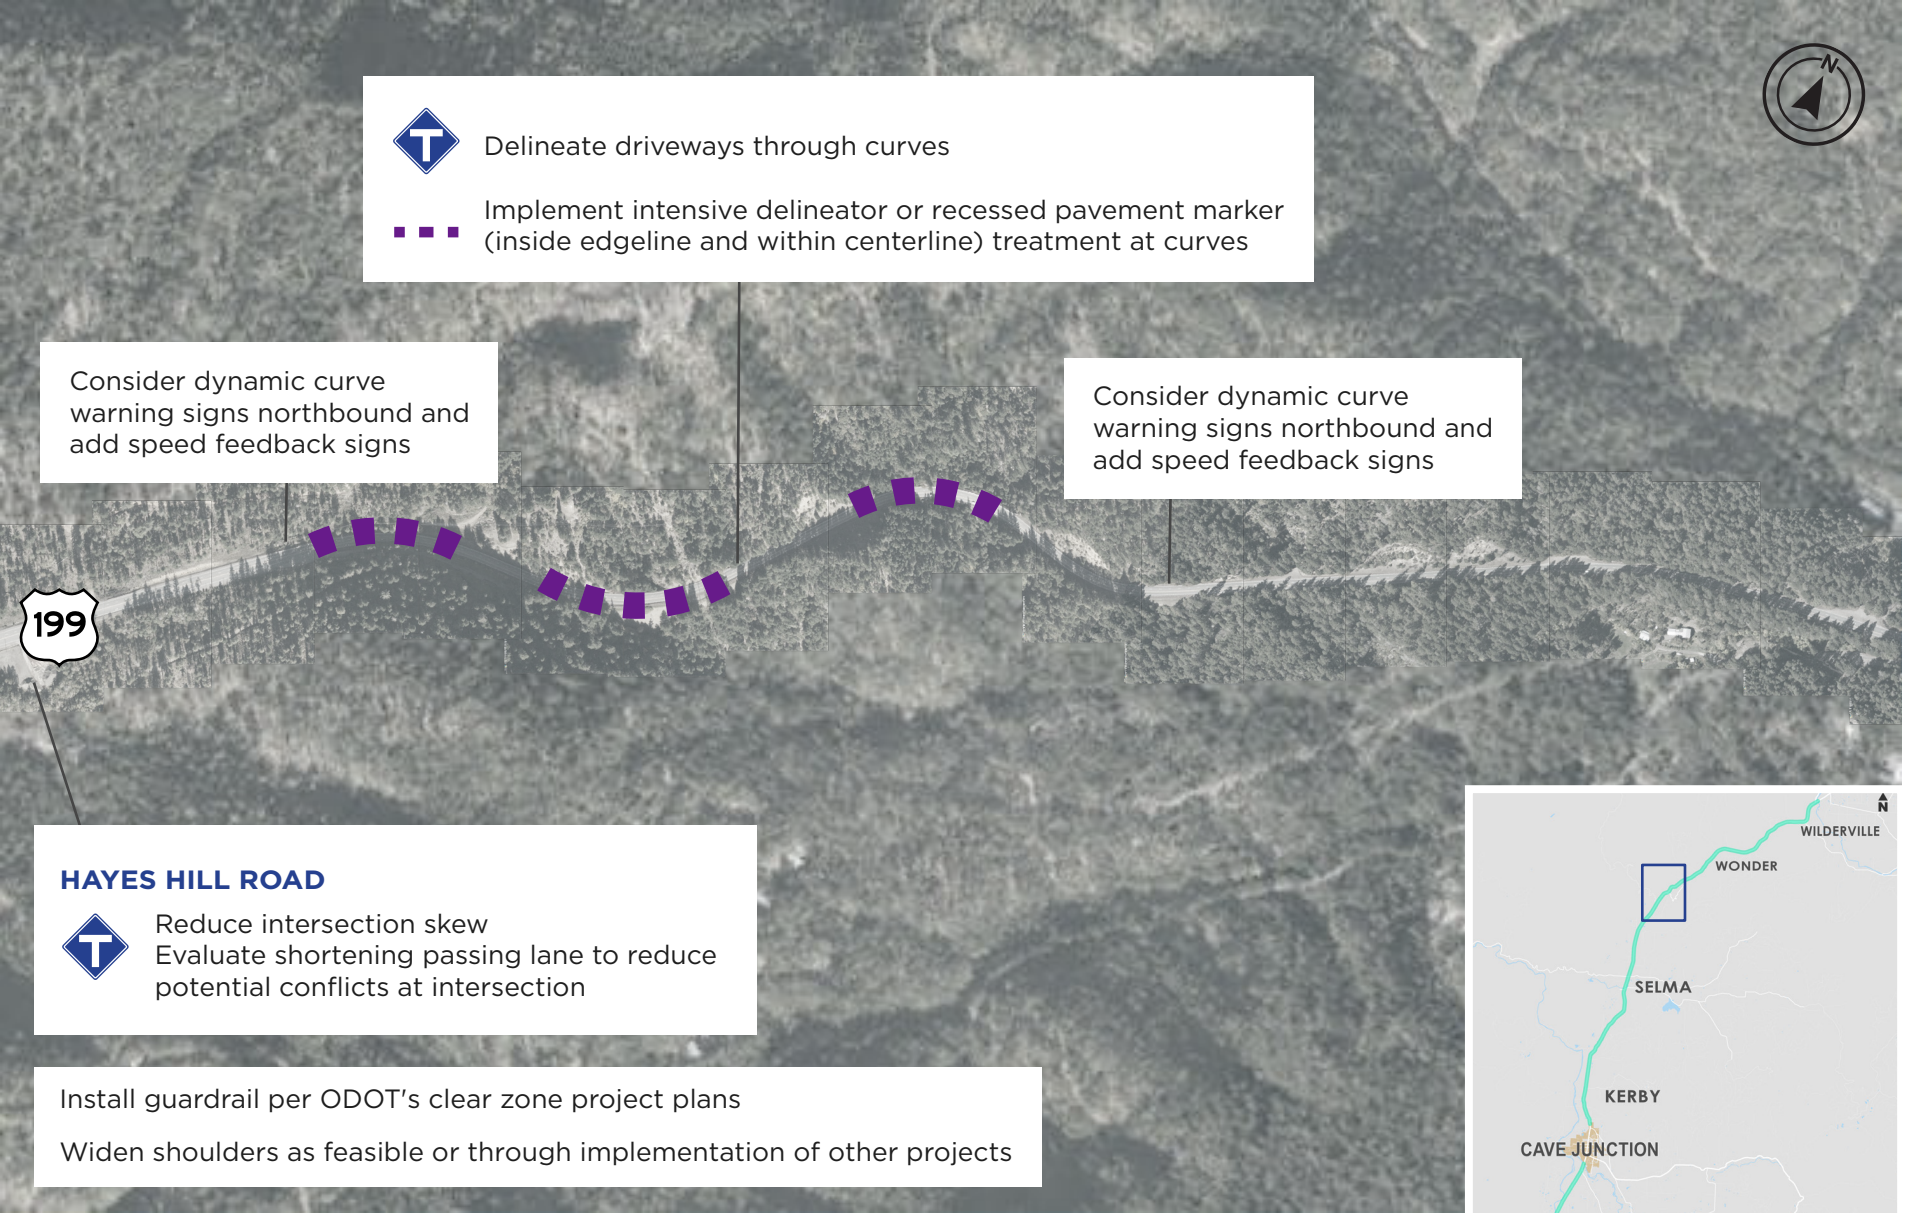 N
T
Delineate driveways through curves
Implement intensive delineator or recessed pavement marker
(inside edgeline and within centerline) treatment at curves
Consider dynamic curve
warning signs northbound and
add speed feedback signs
Consider dynamic curve
warning signs northbound and
add speed feedback signs
199
HAYES HILL ROAD
T
Reduce intersection skew
Evaluate shortening passing lane to reduce
potential conflicts at intersection
Install guardrail per ODOT's clear zone project plans
Widen shoulders as feasible or through implementation of other projects
N
WILDERVILLE
WONDER
SELMA
KERBY
CAVE JUNCTION